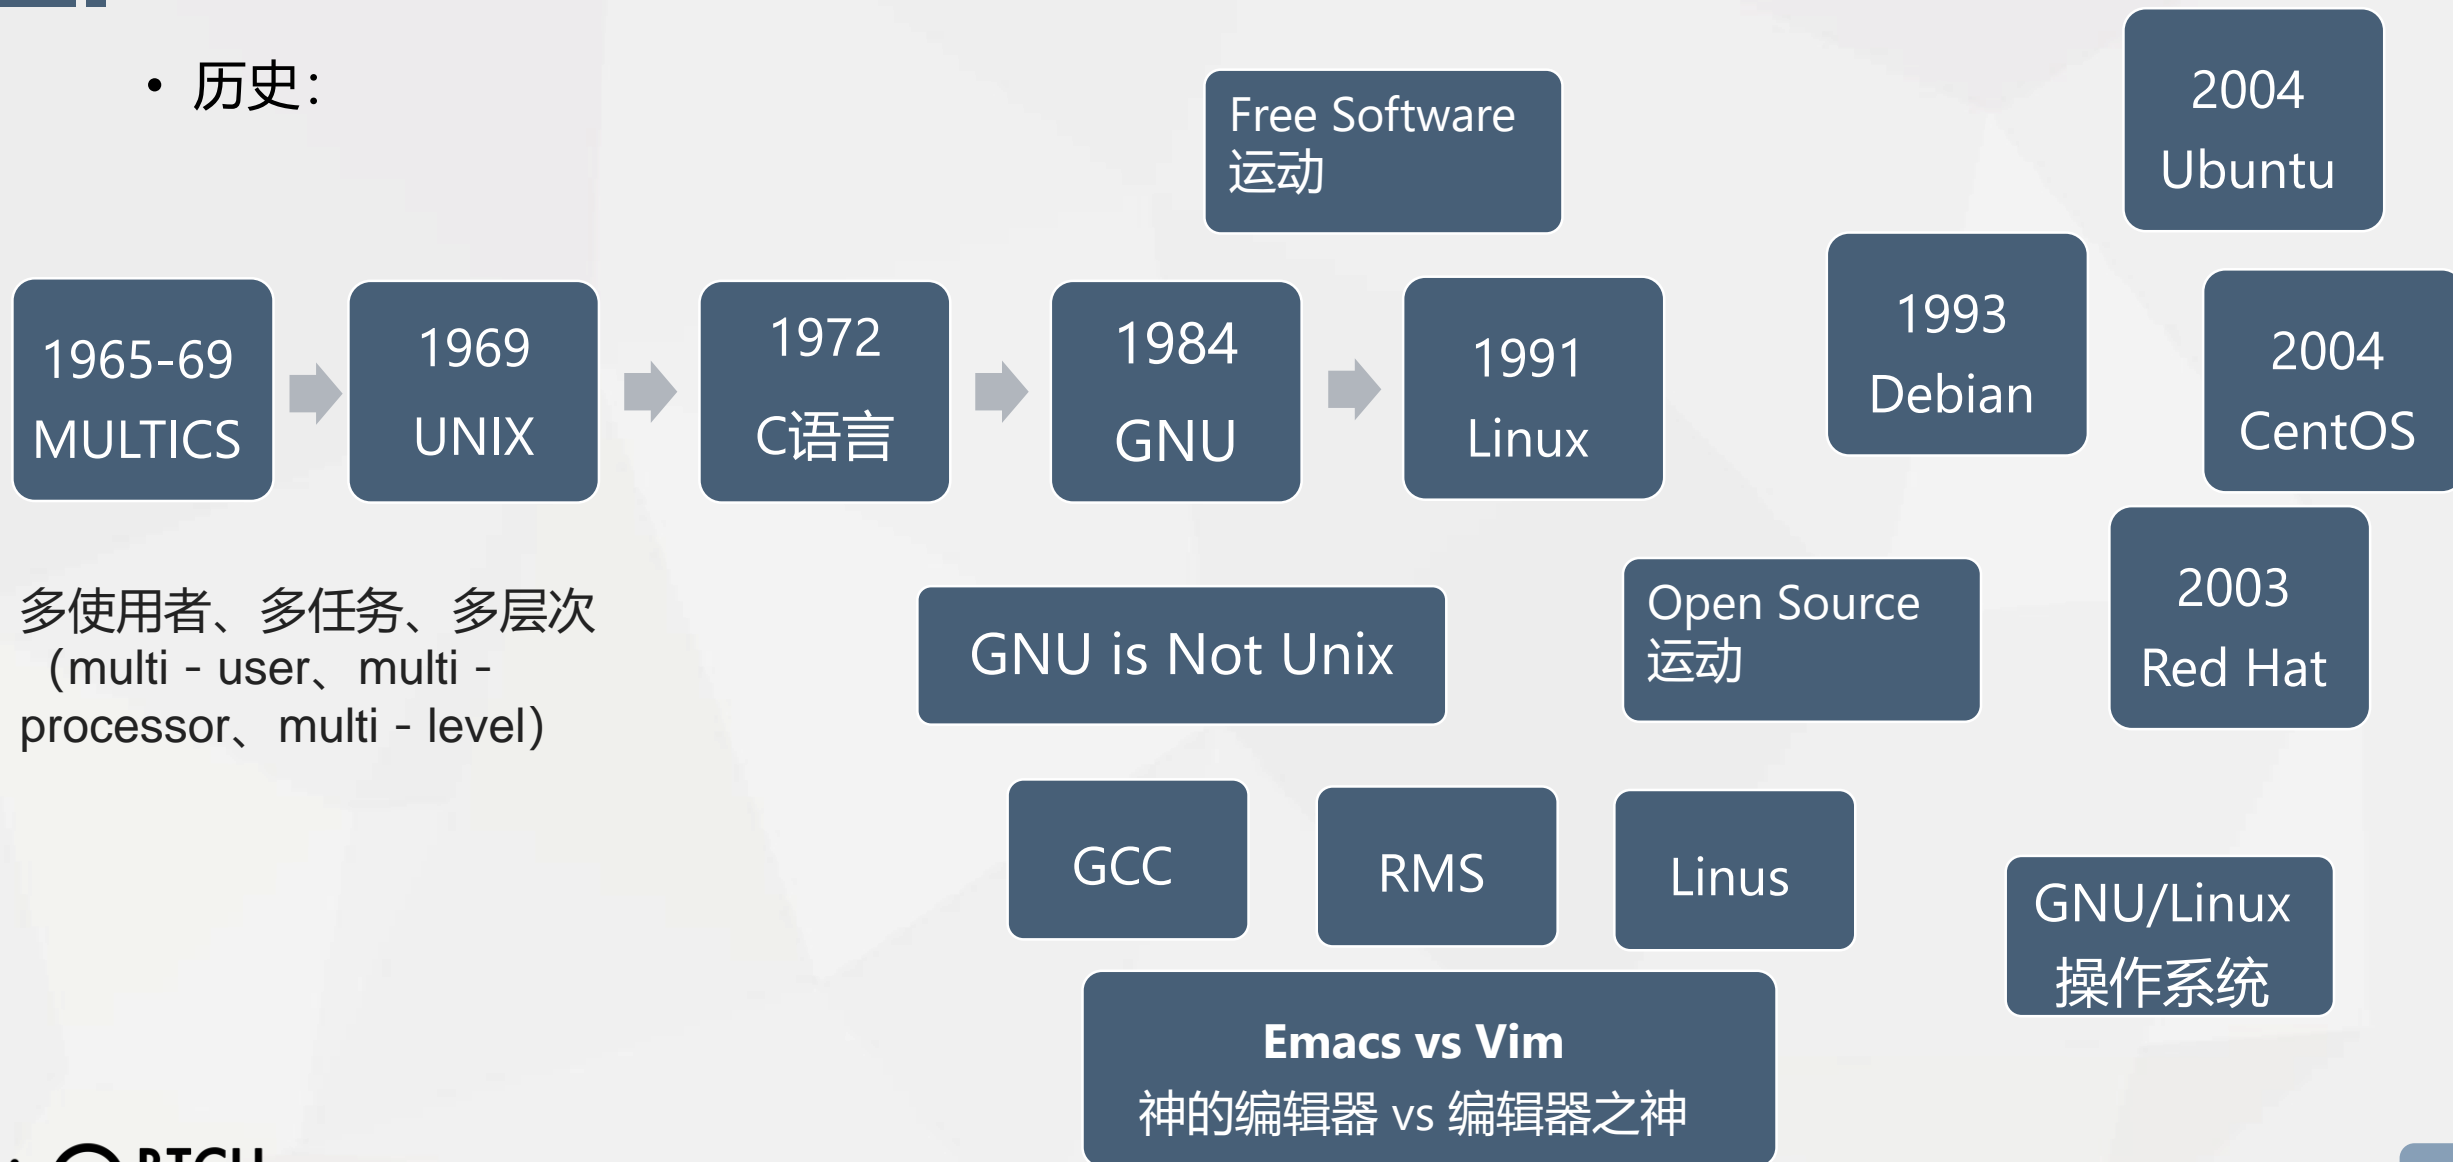 • 历史：
Free Software
运动
2004
Ubuntu
1965-69
MULTICS
1969
UNIX
1972
C语言
1984
GNU
1991
Linux
1993
Debian
2004
CentOS
多使用者、多任务、多层次
（multi - user、multi -
processor、multi - level）
GNU is Not Unix
Open Source
运动
2003
Red Hat
GCC
RMS
Linus
GNU/Linux
操作系统
Emacs vs Vim
神的编辑器 vs 编辑器之神